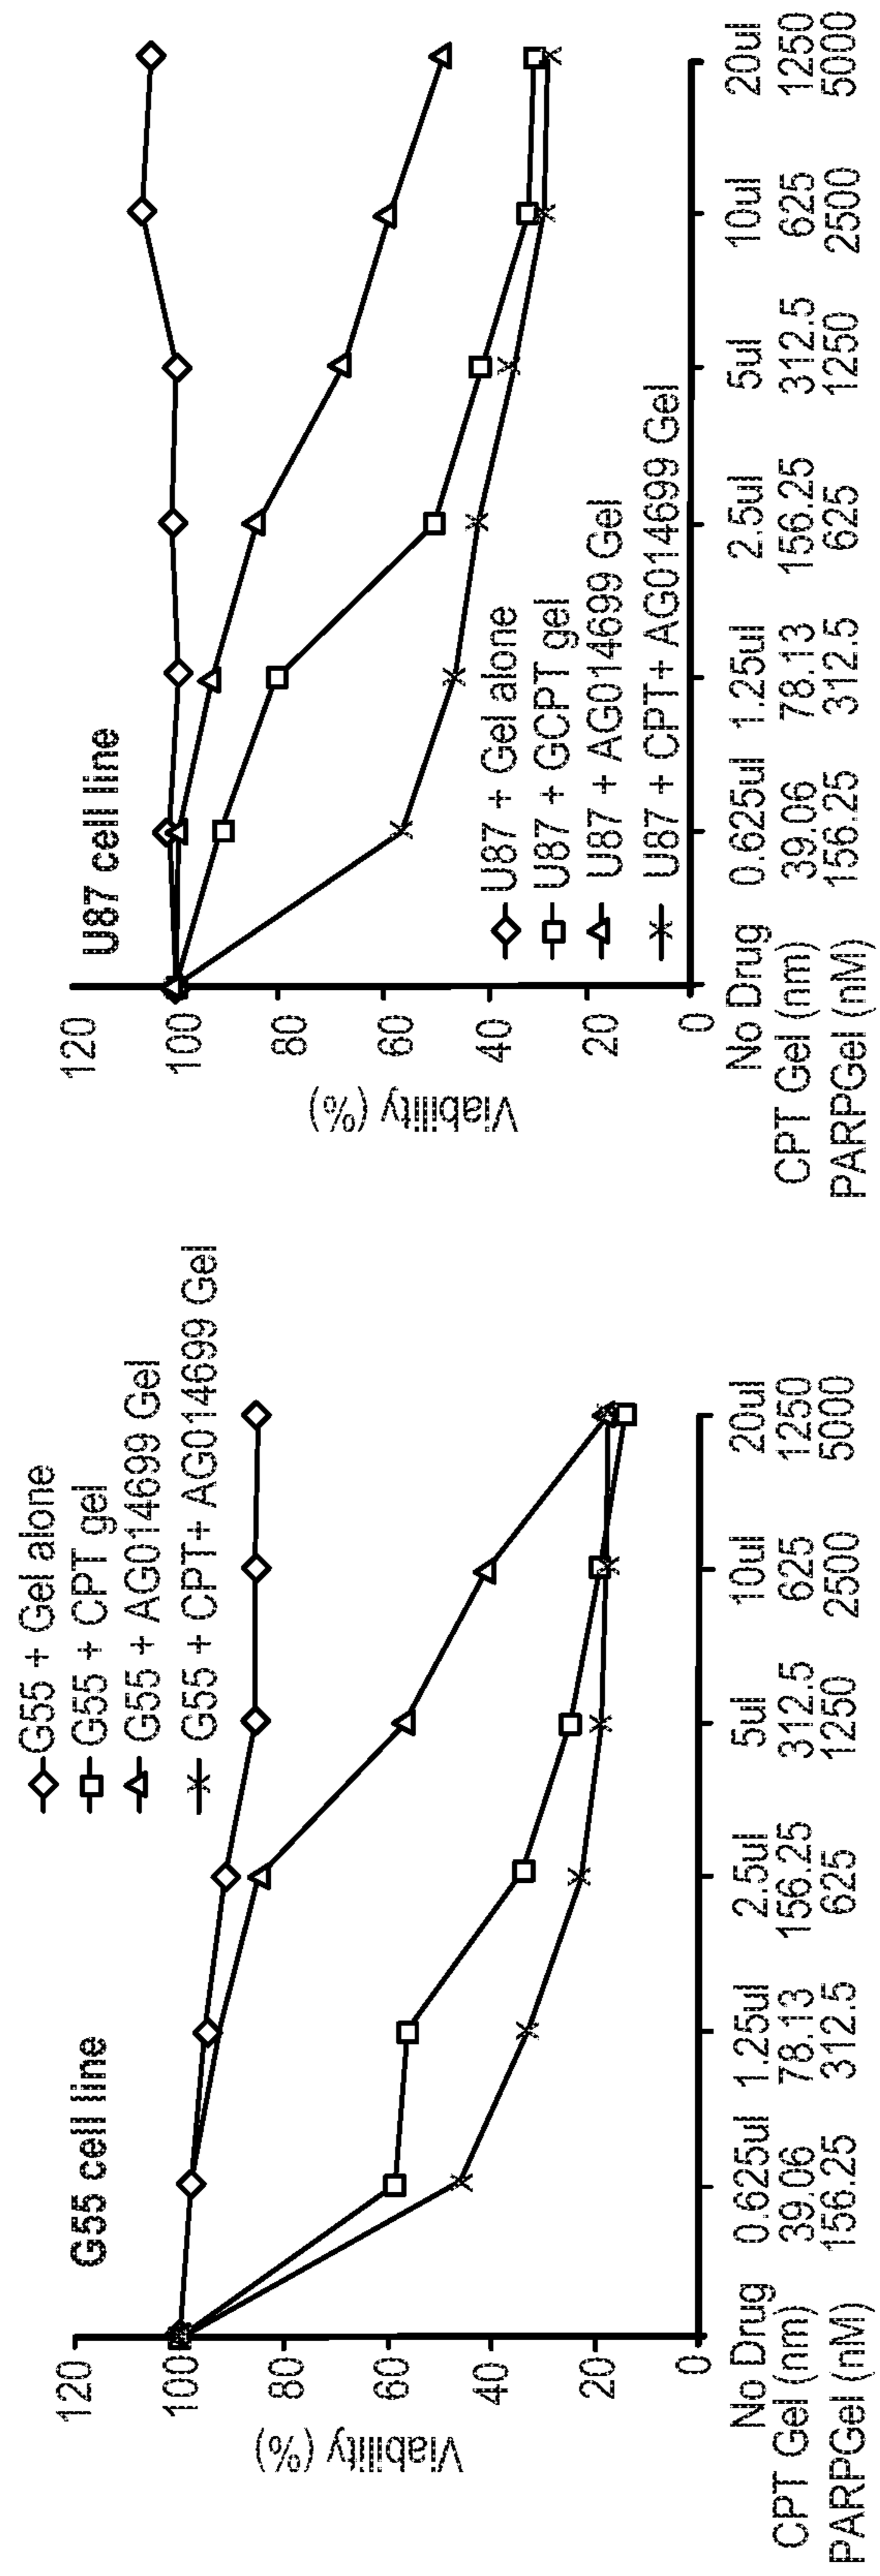 G55 cell line
G55 + Gel alone
G55 + CPT gel
G55 + AG014699 Gel
G55 + CPT+ AG014699 Gel
Viability (%)
120
100
80
60
40
20
0
No Drug 0.625ul 1.25ul 2.5ul 5ul 10ul 20ul
CPT Gel (nm) 39.06 78.13 156.25 312.5 625 1250
PARPGel (nM) 156.25 312.5 625 1250 2500 5000
U87 cell line
Viability (%)
120
100
80
60
40
20
0
U87 + Gel alone
U87 + GCPT gel
U87 + AG014699 Gel
U87 + CPT+ AG014699 Gel
No Drug 0.625ul 1.25ul 2.5ul 5ul 10ul 20ul
CPT Gel (nm) 39.06 78.13 156.25 312.5 625 1250
PARPGel (nM) 156.25 312.5 625 1250 2500 5000